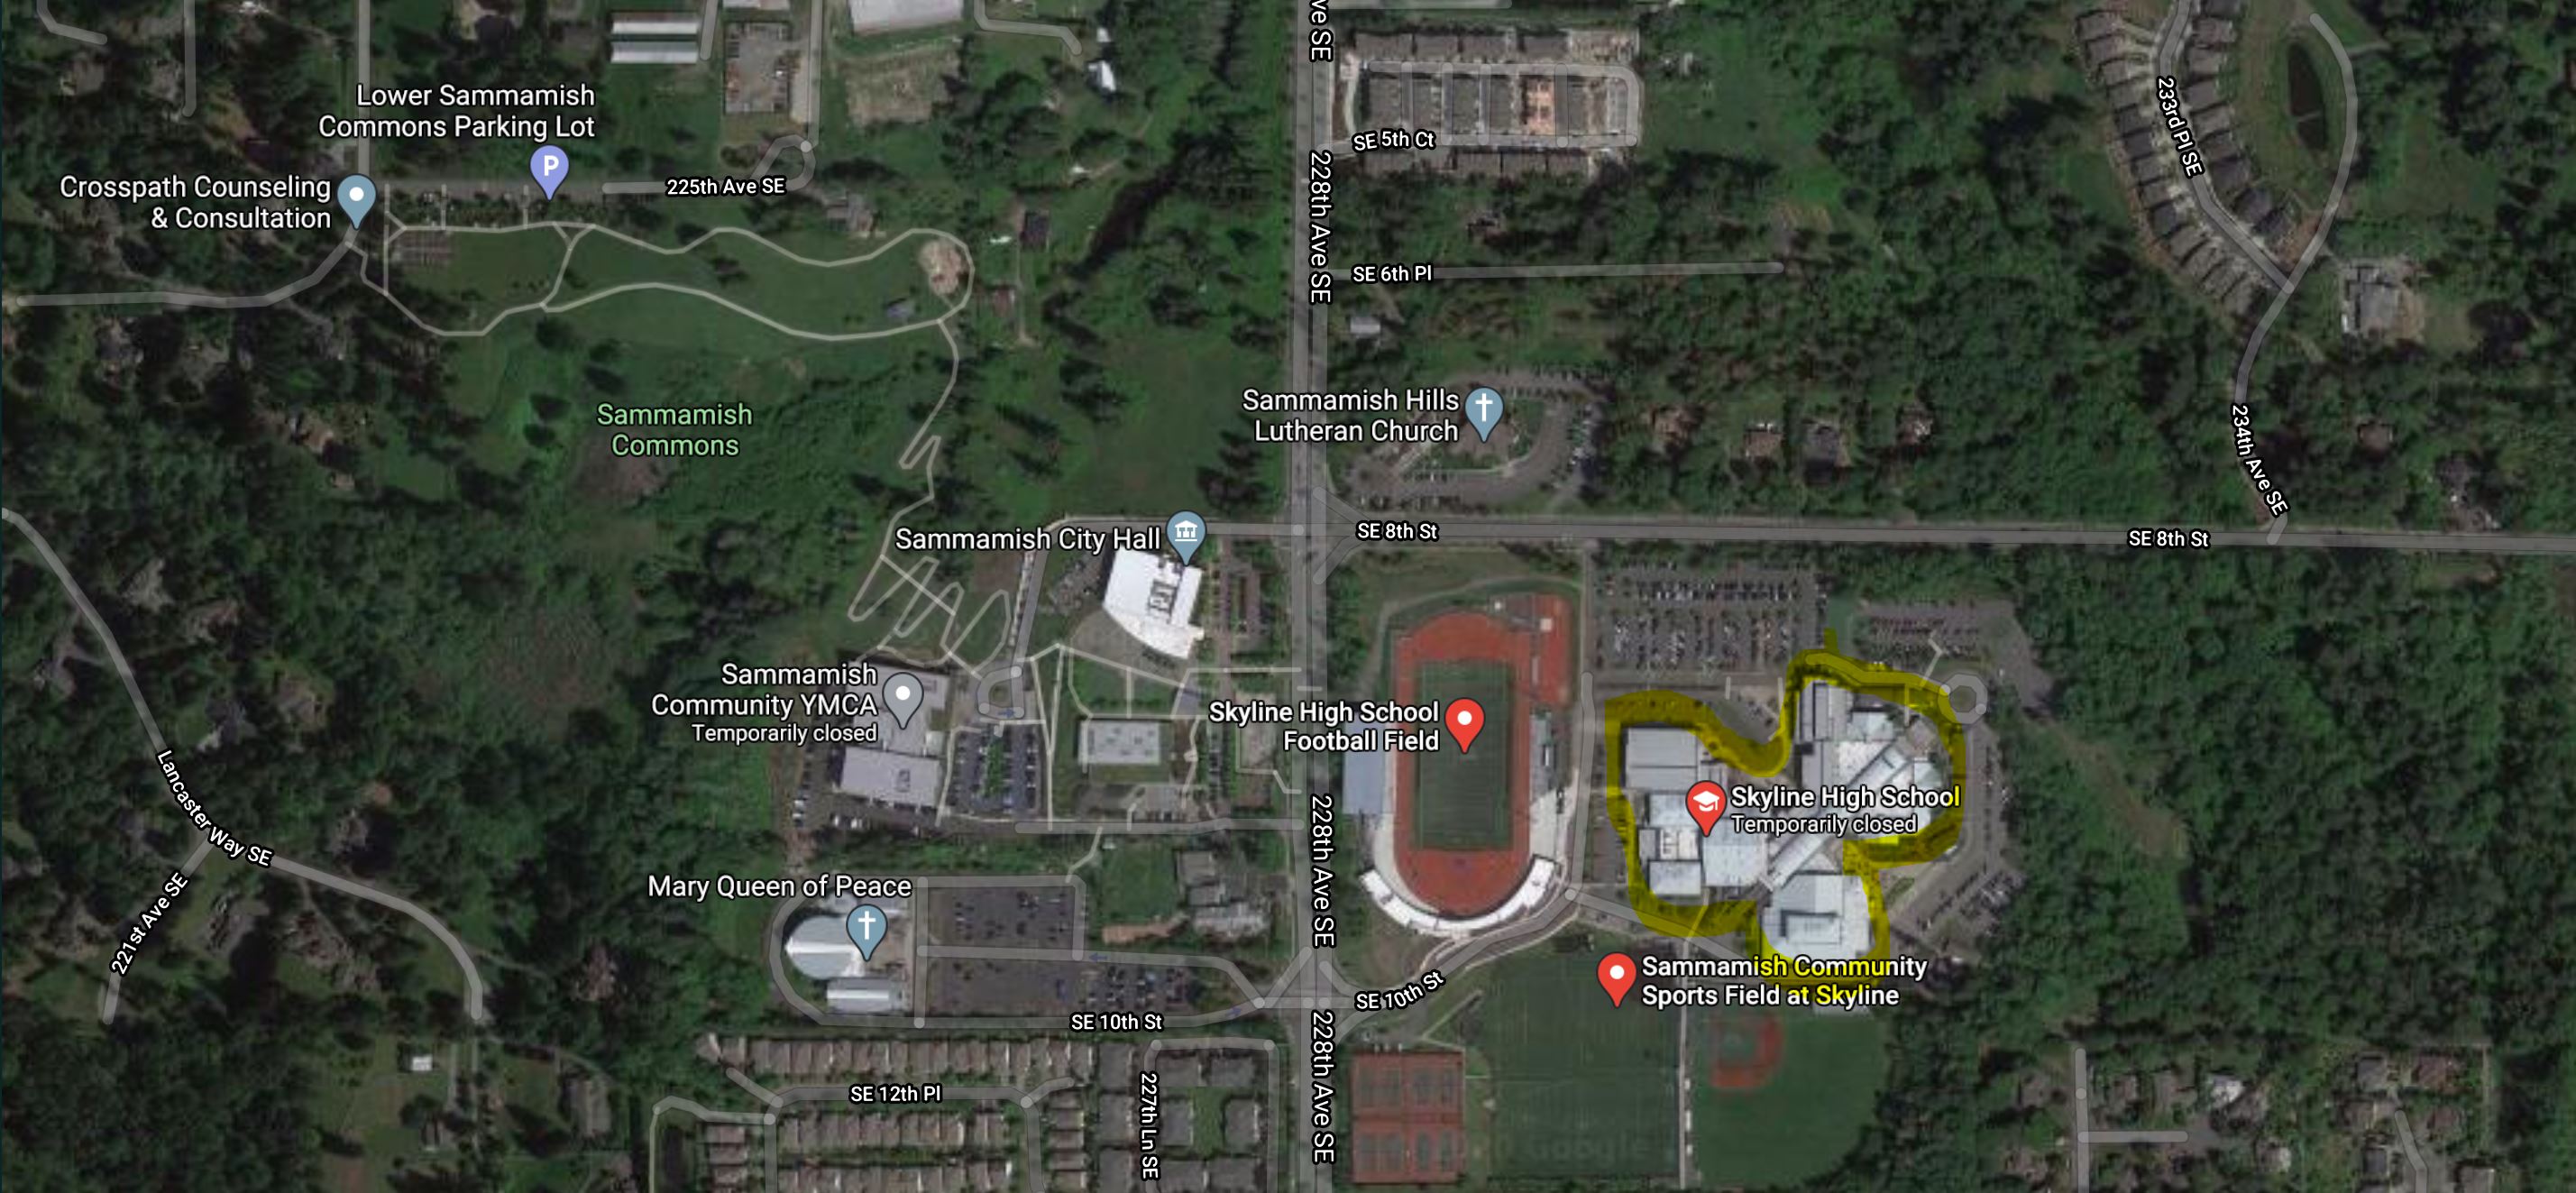 ve SE
Lower Sammamish
Commons Parking Lot
P
Crosspath Counseling
& Consultation
225th Ave SE
SE 5th Ct
233rd Pl SE
228th Ave SE
SE 6th Pl
Sammamish
Commons
Sammamish Hills
Lutheran Church
234th Ave SE
Sammamish City Hall
SE 8th St
SE 8th St
Sammamish
Community YMCA
Temporarily closed
Skyline High School
Football Field
Skyline High School
Temporarily closed
Lancaster Way SE
221st Ave SE
Mary Queen of Peace
228th Ave SE
Sammamish Community
Sports Field at Skyline
SE 10th St
SE 10th St
SE 12th Pl
227th Ln SE
228th Ave SE
Google